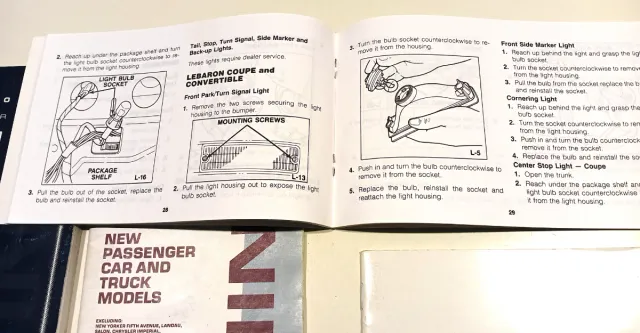 2. Reach up under the package shelf and turn
the light bulb socket counterclockwise to re-
move it from the light housing.
LIGHT BULB
SOCKET
PACKAGE
SHELF
L-16
3. Pull the bulb out of the socket, replace the
bulb and reinstall the socket.
Tail, Stop, Turn Signal, Side Marker and
Back-up Lights.
These lights require dealer service.
LEBARON COUPE and
CONVERTIBLE
Front Park/Turn Signal Light
1. Remove the two screws securing the light
housing to the bumper.
MOUNTING SCREWS
L-13
2. Pull the light housing out to expose the light
bulb socket.
28
3. Turn the bulb socket counterclockwise to re-
move it from the housing.
L-5
4. Push in and turn the bulb counterclockwise to
remove it from the socket.
5. Replace the bulb, reinstall the socket and
reattach the light housing.
Front Side Marker Light
1. Reach up behind the light and grasp the
bulb socket.
2. Turn the socket counterclockwise to
from the light housing.
3. Pull the bulb from the socket replace the
and reinstall the socket.
Cornering Light
1. Reach up behind the light and grasp the
bulb socket.
2. Turn the socket counterclockwise to
from the light housing.
3. Push in and turn the bulb
remove it from the socket.
4. Replace the bulb and reinstall the
Center Stop Light — Coupe
1. Open the trunk.
2. Reach under the package shelf and
light bulb socket counterclockwise
it from the light housing.
29
NEW
PASSENGER
CAR AND
TRUCK
MODELS
EXCLUDING:
NEW YORKER FIFTH AVENUE, LANDAU,
SALON, CHRYSLER IMPERIAL,